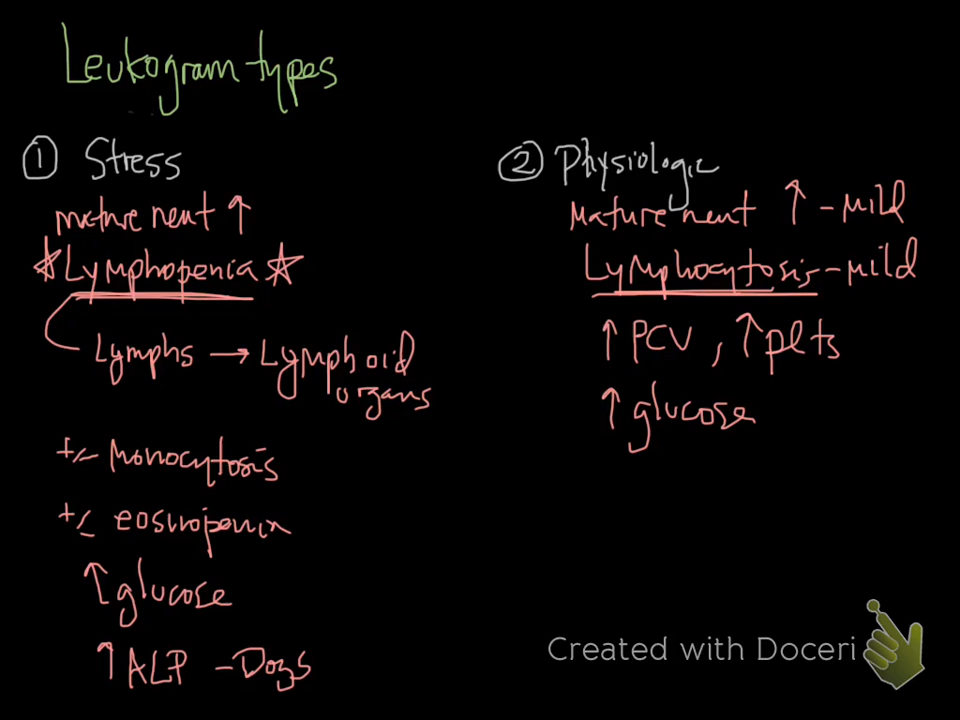 Leukogram types
① Stress
mature neut ↑
☆Lymphopenia☆
Lymphs → Lymphoid
organs
+/- Monocytosis
+/- eosinopenia
↑ glucose
↑ ALP - Dogs
② Physiologic
Mature neut ↑ - mild
Lymphocytosis - mild
↑ PCV, ↑ plts
↑ glucose
Created with Doceri